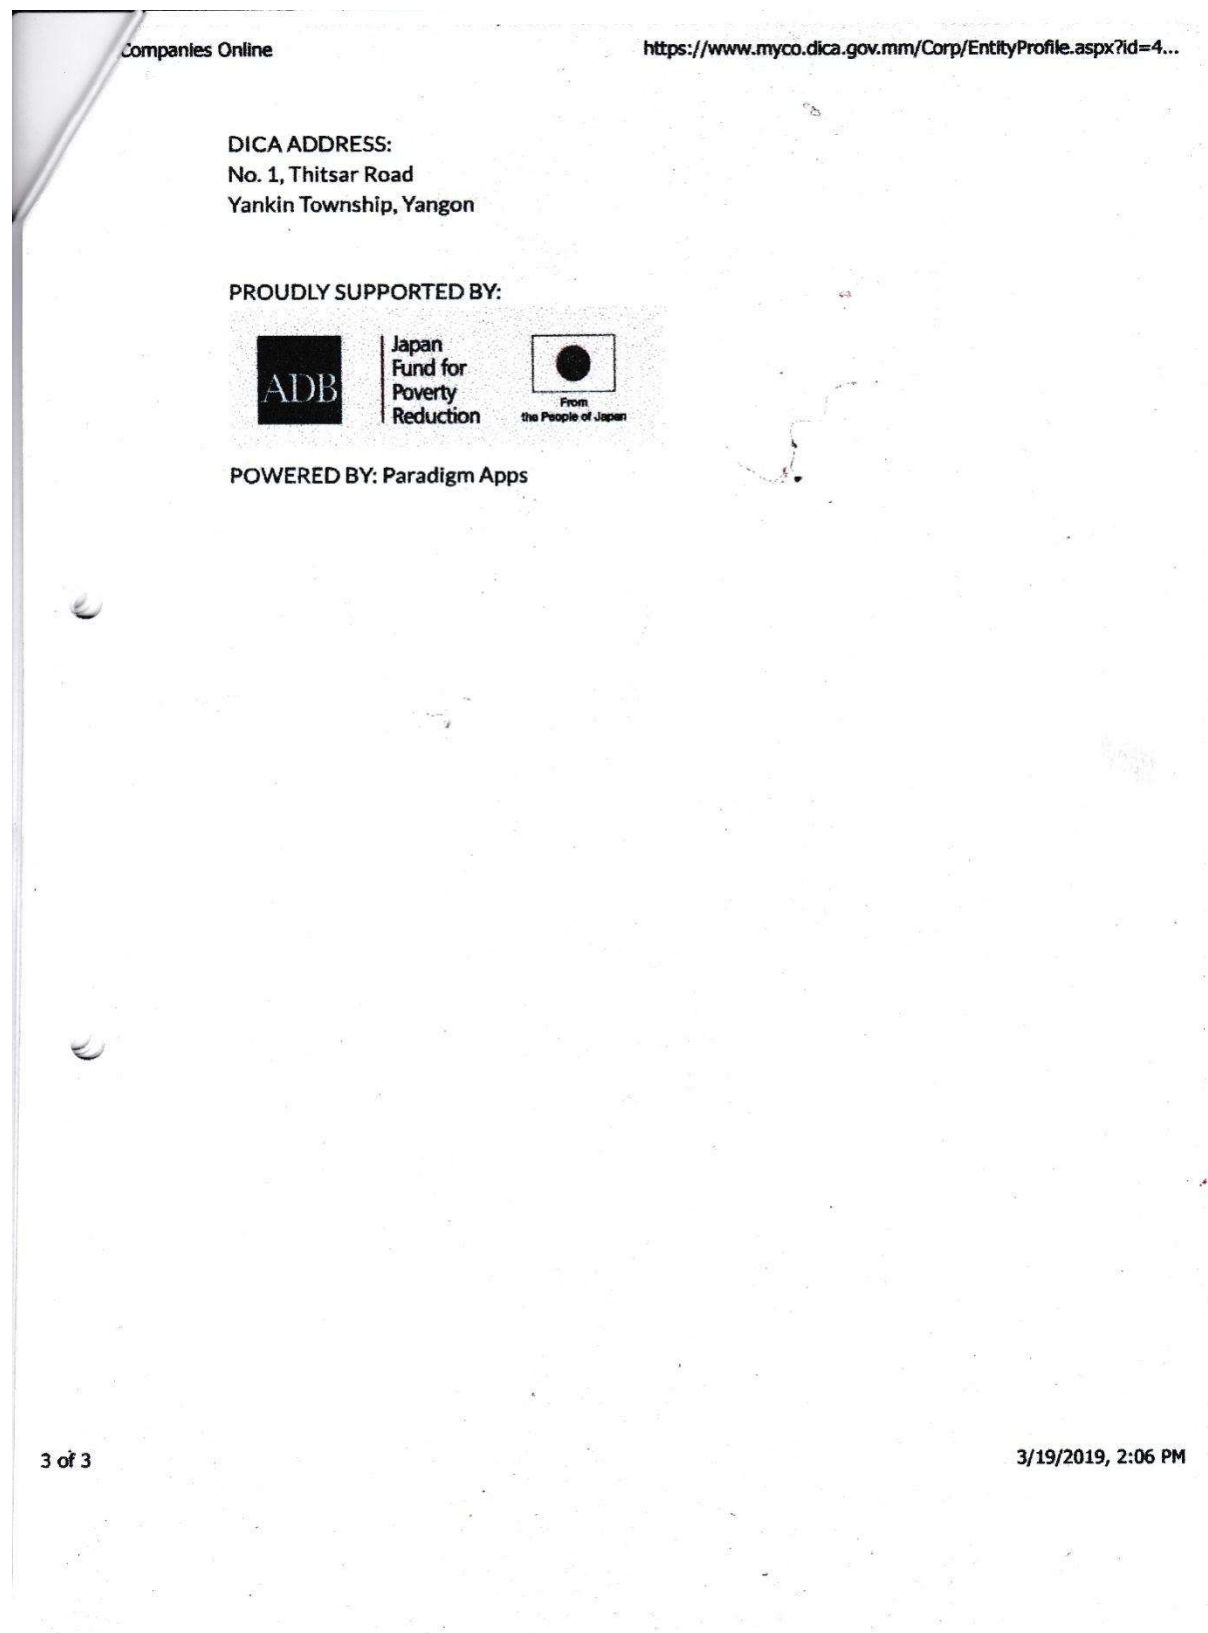 Companies Online
https://www.myco.dica.gov.mm/Corp/EntityProfile.aspx?id=4...
DICA ADDRESS:
No. 1, Thitsar Road
Yankin Township, Yangon
PROUDLY SUPPORTED BY:
ADB
Japan
Fund for
Poverty
Reduction
From
the People of Japan
POWERED BY: Paradigm Apps
3 of 3
3/19/2019, 2:06 PM